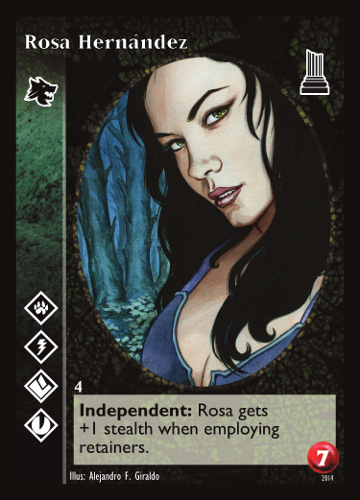 Rosa Hernández
4
Independent: Rosa gets
+1 stealth when employing
retainers.
7
Illus: Alejandro F. Giraldo
2014